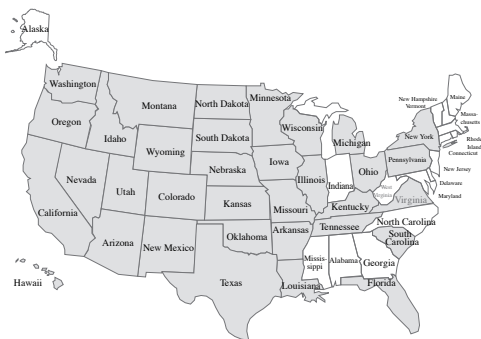 Alaska
Washington
Montana
North Dakota
Minnesota
New Hampshire
Vermont
Maine
Massa-
chusetts
Oregon
Idaho
South Dakota
Wisconsin
Michigan
New York
Rhode
Island
Connecticut
Wyoming
Nebraska
Iowa
Illinois
Indiana
Ohio
Pennsylvania
New Jersey
Delaware
Maryland
Nevada
Utah
Colorado
Kansas
Missouri
Kentucky
West
Virginia
Virginia
California
Arizona
New Mexico
Oklahoma
Arkansas
Tennessee
North Carolina
South
Carolina
Texas
Louisiana
Missis-
sippi
Alabama
Georgia
Florida
Hawaii